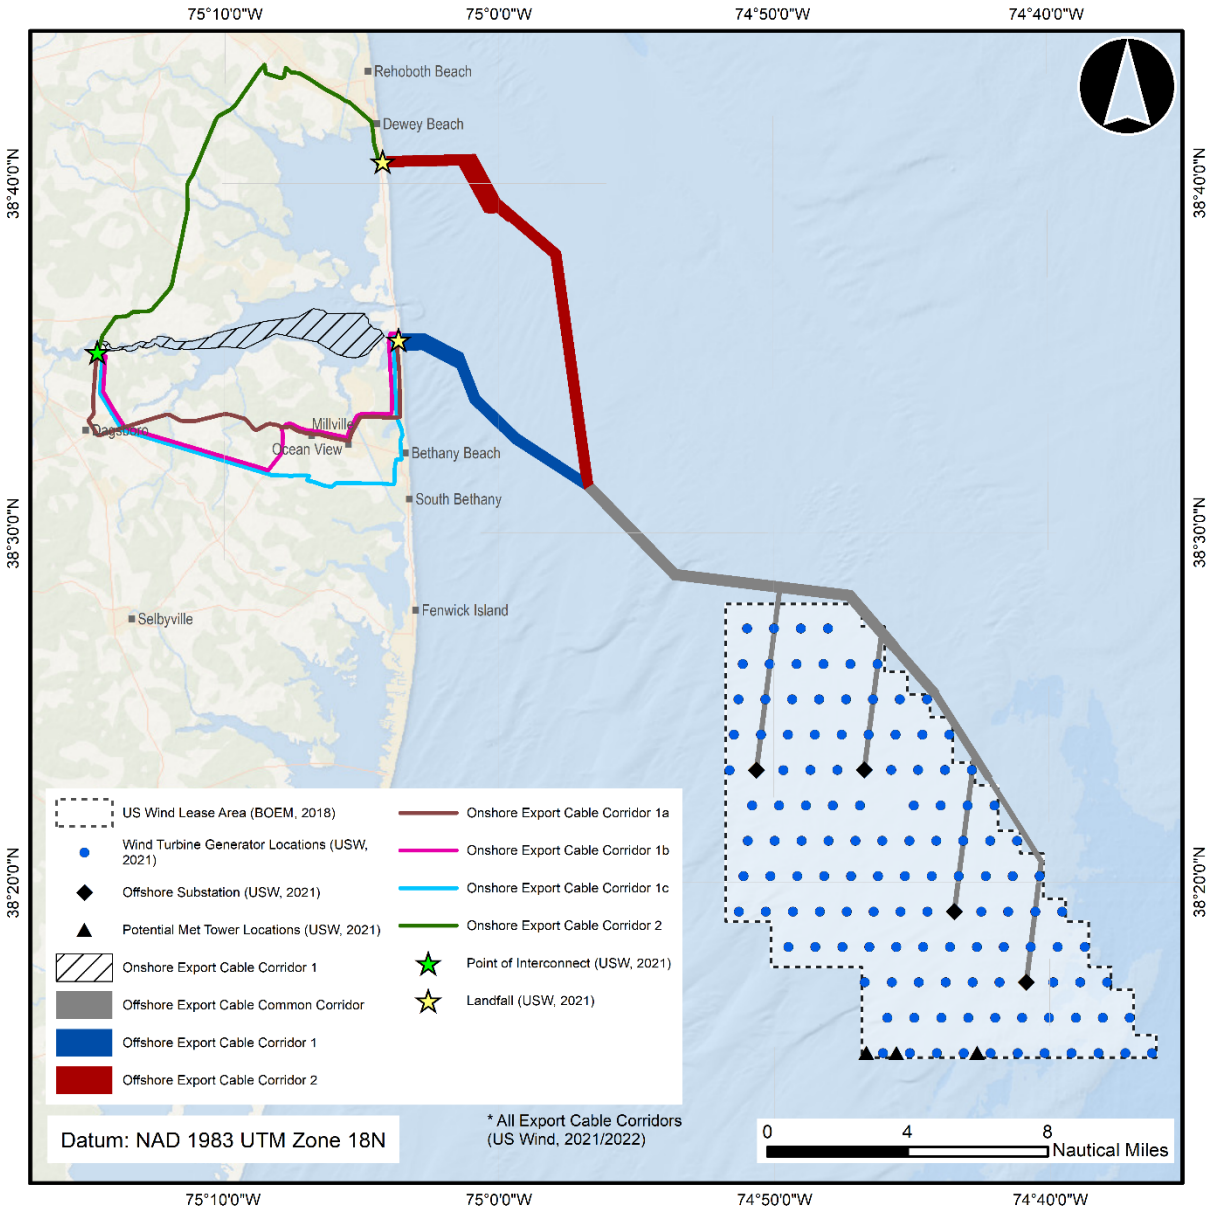 75°10'0"W
75°0'0"W
74°50'0"W
74°40'0"W
Rehoboth Beach
Dewey Beach
38°40'0"N
38°40'0"N
Millville
Dagsboro
Ocean View
Bethany Beach
South Bethany
38°30'0"N
38°30'0"N
Fenwick Island
Selbyville
US Wind Lease Area (BOEM, 2018)
Wind Turbine Generator Locations (USW,
2021)
Offshore Substation (USW, 2021)
Potential Met Tower Locations (USW, 2021)
Onshore Export Cable Corridor 1
Offshore Export Cable Common Corridor
Offshore Export Cable Corridor 1
Offshore Export Cable Corridor 2
Onshore Export Cable Corridor 1a
Onshore Export Cable Corridor 1b
Onshore Export Cable Corridor 1c
Onshore Export Cable Corridor 2
Point of Interconnect (USW, 2021)
Landfall (USW, 2021)
38°20'0"N
38°20'0"N
Datum: NAD 1983 UTM Zone 18N
* All Export Cable Corridors
(US Wind, 2021/2022)
0 4 8
Nautical Miles
75°10'0"W
75°0'0"W
74°50'0"W
74°40'0"W